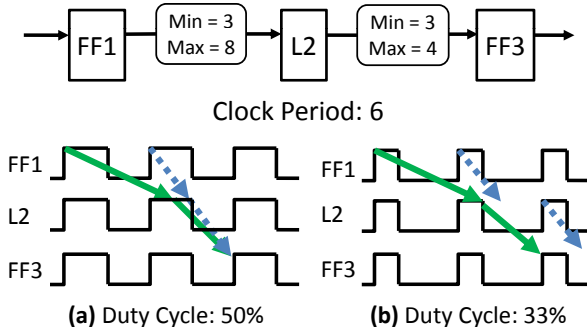 FF1
Min = 3
Max = 8
L2
Min = 3
Max = 4
FF3
Clock Period: 6
FF1
L2
FF3
(a) Duty Cycle: 50%
FF1
L2
FF3
(b) Duty Cycle: 33%